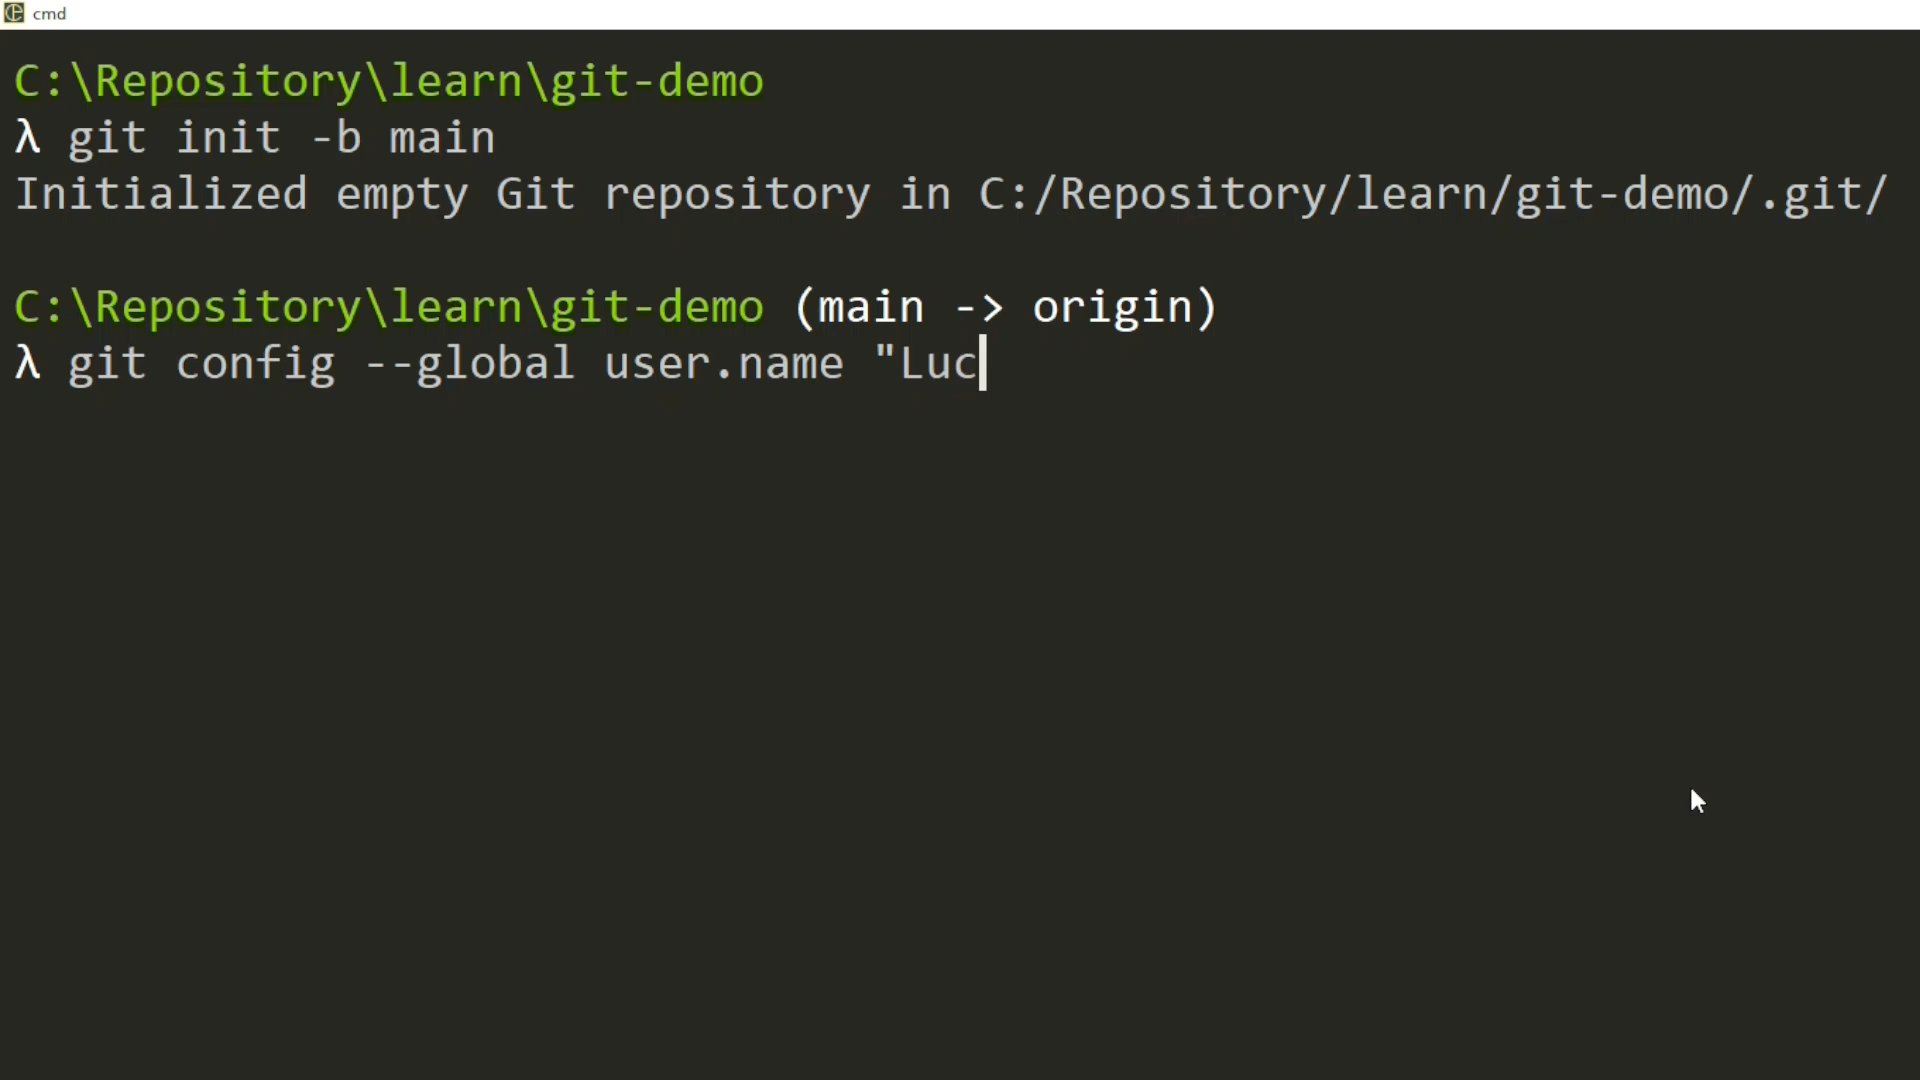 cmd
C:\Repository\learn\git-demo
λ git init -b main
Initialized empty Git repository in C:/Repository/learn/git-demo/.git/
C:\Repository\learn\git-demo (main -> origin)
λ git config --global user.name "Luc